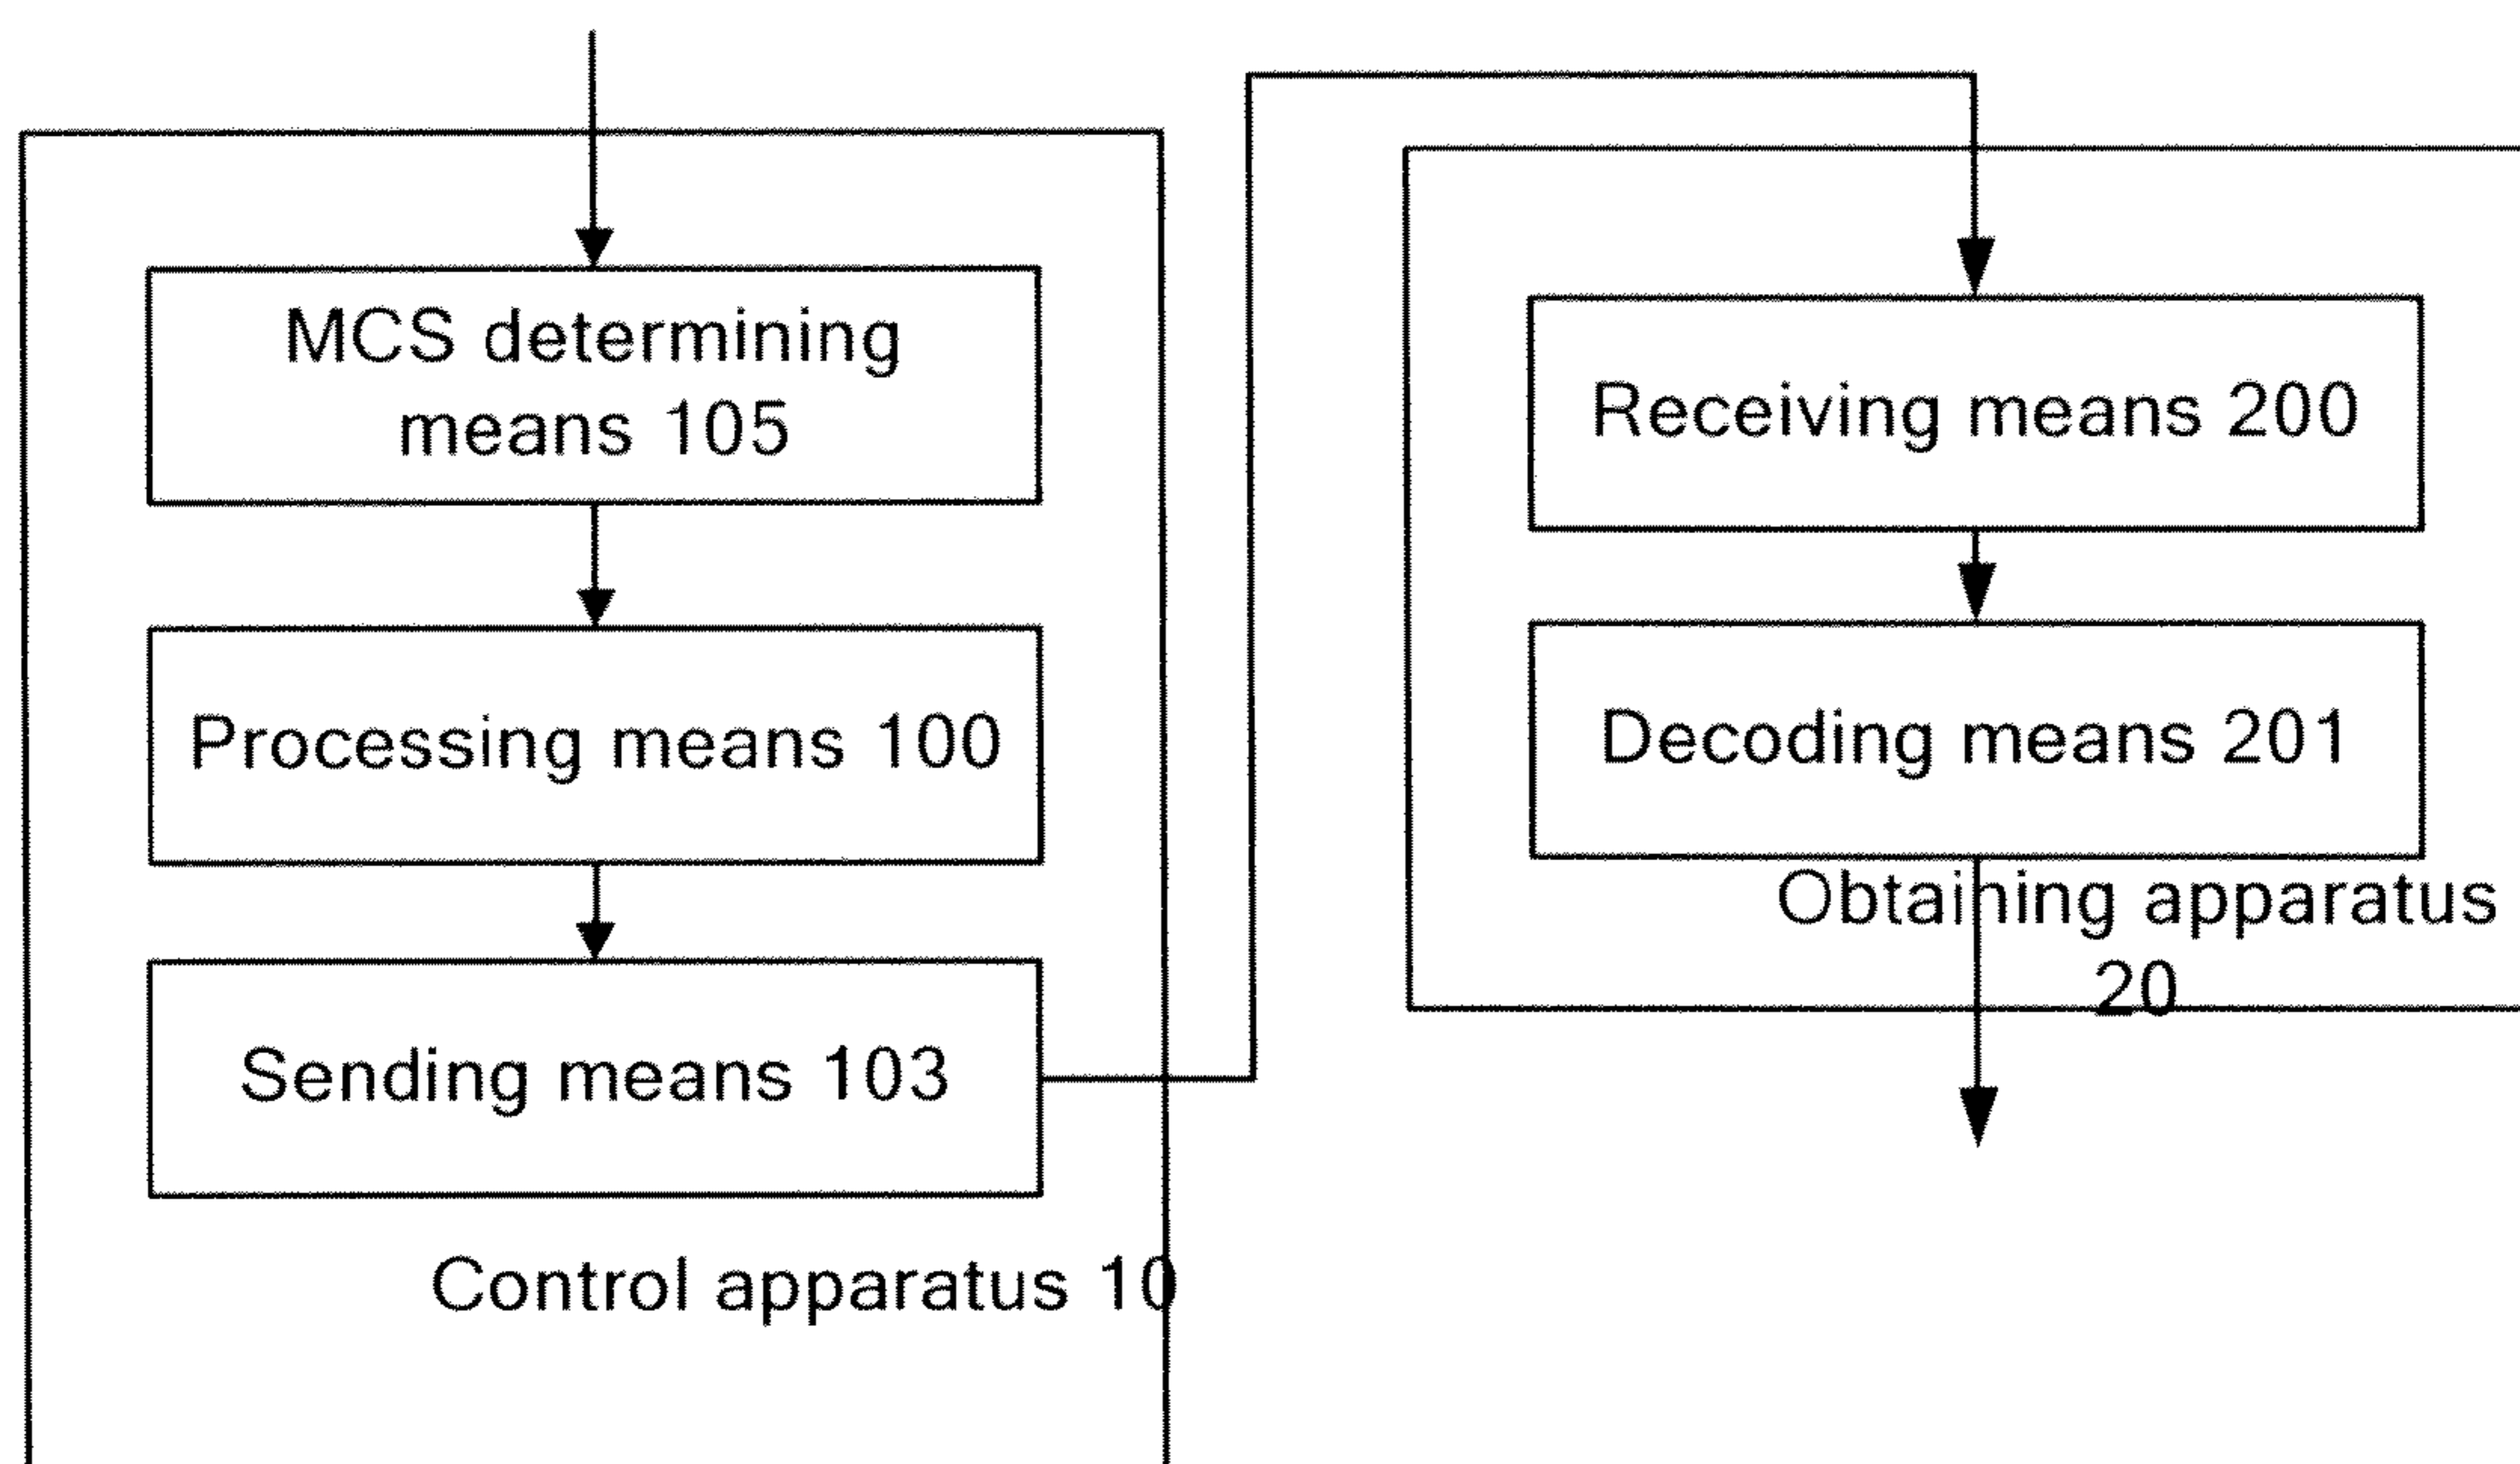 MCS determining
means 105
Processing means 100
Sending means 103
Control apparatus 10
Receiving means 200
Decoding means 201
Obtaining apparatus
20